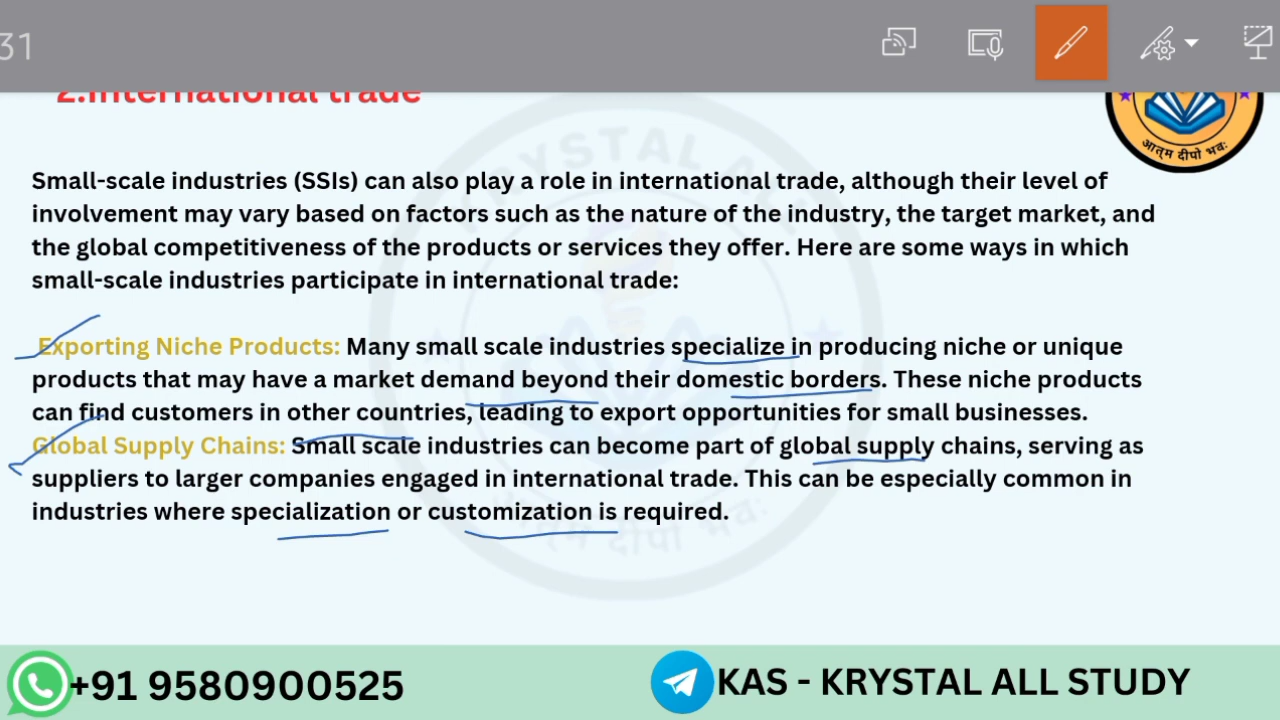 31
2.International trade
आत्म दीपो भवः
Small-scale industries (SSIs) can also play a role in international trade, although their level of
involvement may vary based on factors such as the nature of the industry, the target market, and
the global competitiveness of the products or services they offer. Here are some ways in which
small-scale industries participate in international trade:
Exporting Niche Products: Many small scale industries specialize in producing niche or unique
products that may have a market demand beyond their domestic borders. These niche products
can find customers in other countries, leading to export opportunities for small businesses.
Global Supply Chains: Small scale industries can become part of global supply chains, serving as
suppliers to larger companies engaged in international trade. This can be especially common in
industries where specialization or customization is required.
+91 9580900525
KAS - KRYSTAL ALL STUDY